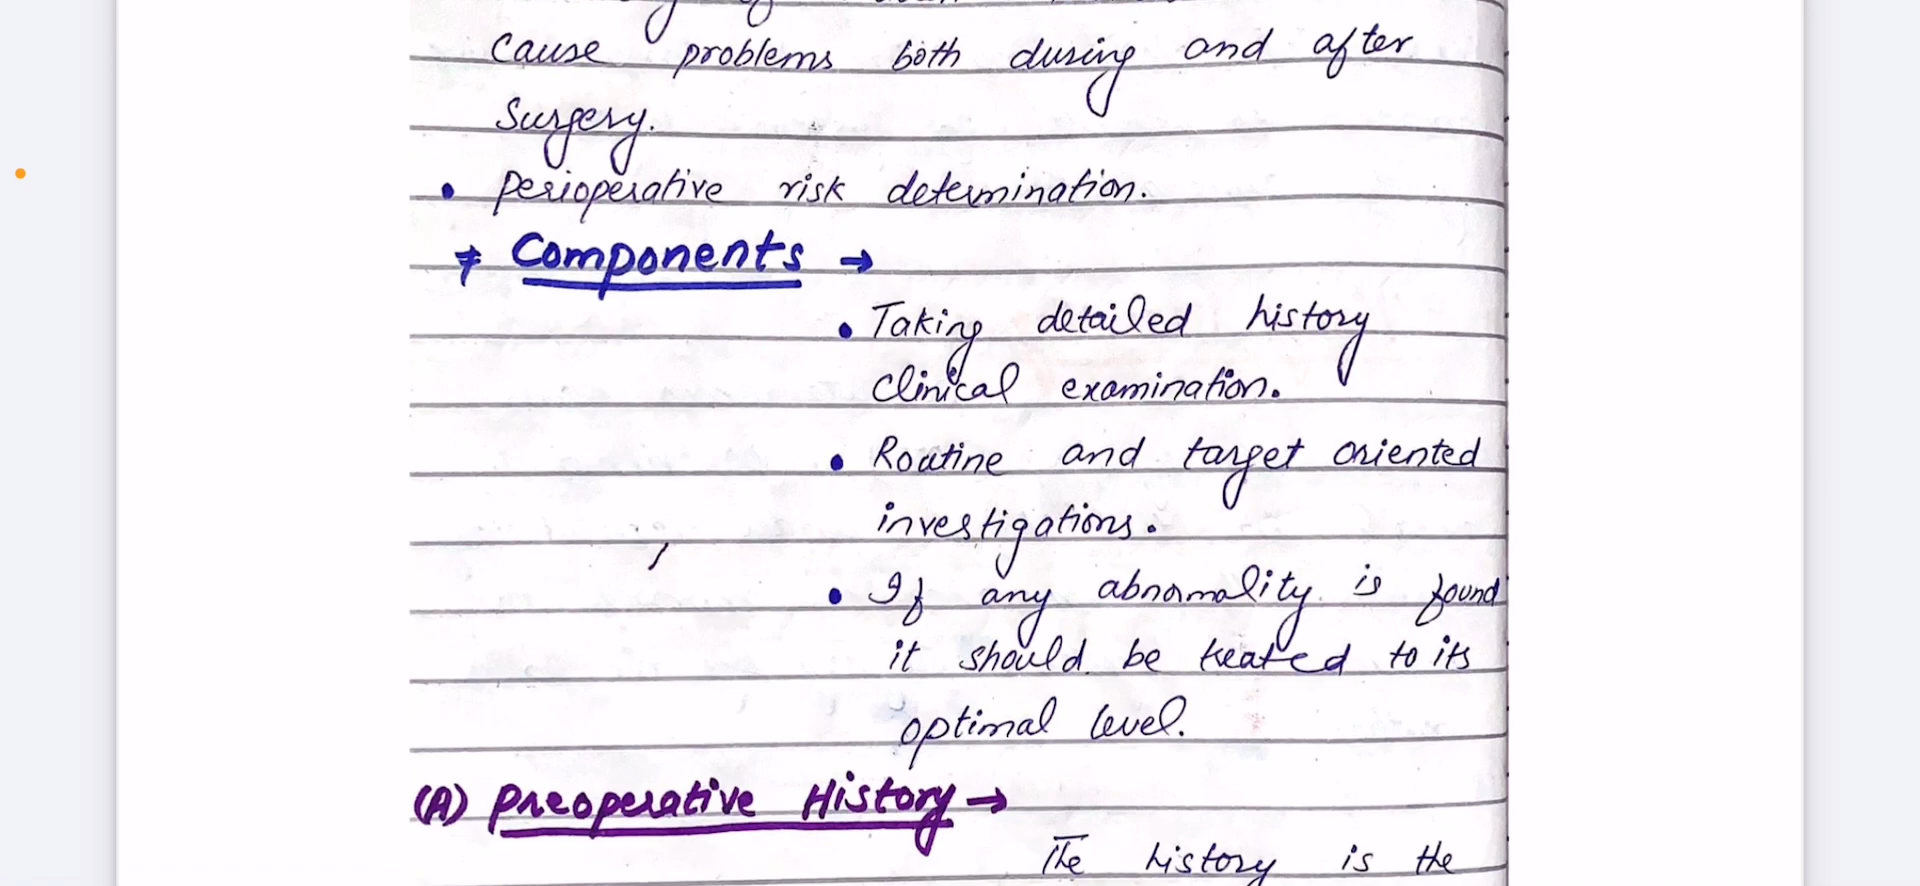 cause problems both during and after
Surgery.
• perioperative risk determination.
* Components →
• Taking detailed history
clinical examination.
• Routine and target oriented
investigations.
• If any abnormality is found
it should be treated to its
optimal level.
(A) Preoperative History →
The history is the